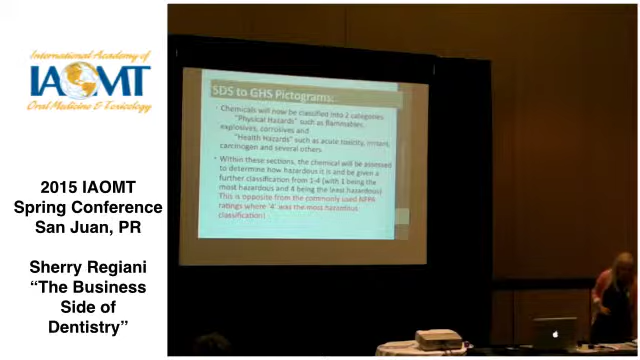 International Academy of
IAOMT
Oral Medicine & Toxicology
2015 IAOMT
Spring Conference
San Juan, PR
Sherry Regiani
“The Business
Side of
Dentistry”
SDS to GHS Pictograms:
• Chemicals will now be classified into 2 categories
"Physical Hazards" such as flammables,
explosives, corrosives and
"Health Hazards" such as acute toxicity, irritant,
carcinogen and several others.
• Within these sections, the chemical will be assessed
to determine how hazardous it is and be given a
further classification from 1-4 (with 1 being the
most hazardous and 4 being the least hazardous)
This is opposite from the commonly used NFPA
ratings where '4' was the most hazardous
classification!